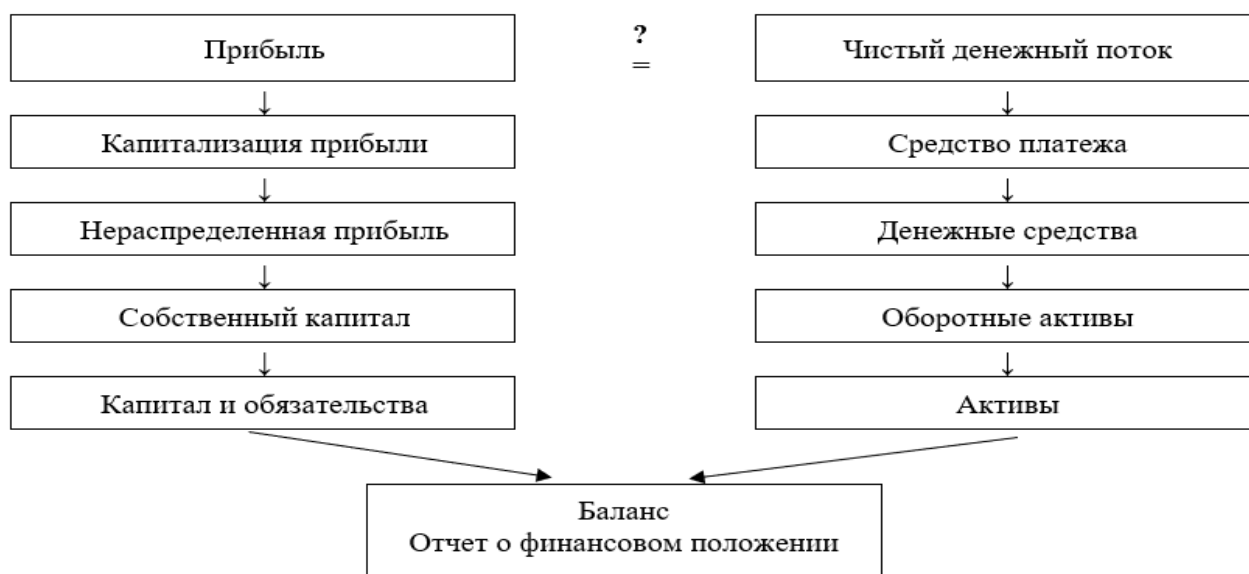 Прибыль
?
=
Чистый денежный поток
↓
↓
Капитализация прибыли
Средство платежа
↓
↓
Нераспределенная прибыль
Денежные средства
↓
↓
Собственный капитал
Оборотные активы
↓
↓
Капитал и обязательства
Активы
Баланс
Отчет о финансовом положении